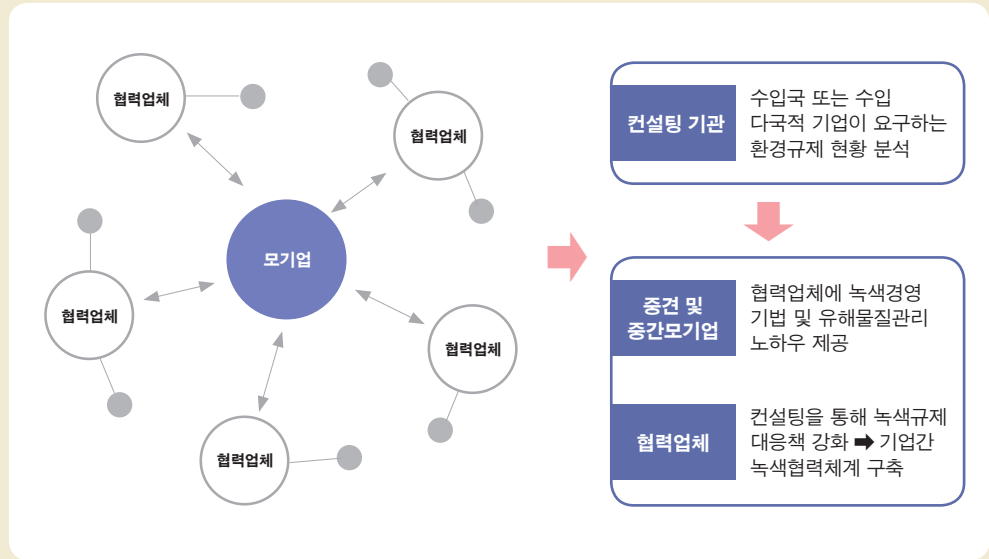 협력업체
협력업체
모기업
협력업체
협력업체
협력업체
컨설팅 기관
수입국 또는 수입
다국적 기업이 요구하는
환경규제 현황 분석
중견 및
중간모기업
협력업체에 녹색경영
기법 및 유해물질관리
노하우 제공
협력업체
컨설팅을 통해 녹색규제
대응책 강화 ➡ 기업간
녹색협력체계 구축